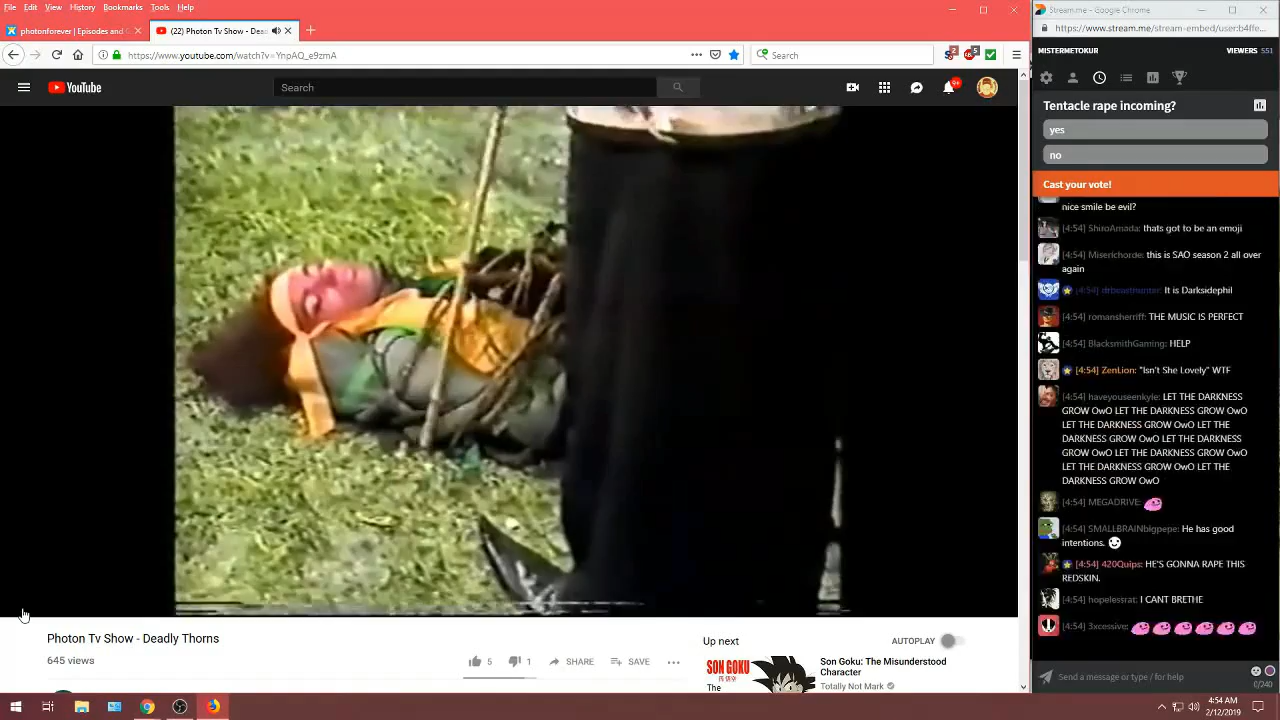 File Edit View History Bookmarks Tools Help
photonforever | Episodes and
(22) Photon Tv Show - Dead
https://www.youtube.com/watch?v=YnpAQ_e9zmA
Search
2
5
YouTube
Search
9+
Photon Tv Show - Deadly Thorns
645 views
5
1
SHARE
SAVE
Up next
AUTOPLAY
SON GOKU
The
Son Goku: The Misunderstood
Character
Totally Not Mark
Stream.me - Google Chrome
https://www.stream.me/stream-embed/user:b4ffe...
MISTERMETOKUR
VIEWERS 551
Tentacle rape incoming?
yes
no
Cast your vote!
nice smile be evil?
[4:54] ShiroAmada: thats got to be an emoji
[4:54] Misenchorde: this is SAO season 2 all over
again
[4:54] drbeasthunter: It is Darksidephil
[4:54] romansherriff: THE MUSIC IS PERFECT
[4:54] BlacksmithGaming: HELP
[4:54] ZenLion: "Isn't She Lovely" WTF
[4:54] haveyouseenkyle: LET THE DARKNESS
GROW OwO LET THE DARKNESS GROW OwO
LET THE DARKNESS GROW OwO LET THE
DARKNESS GROW OwO LET THE DARKNESS
GROW OwO LET THE DARKNESS GROW OwO
LET THE DARKNESS GROW OwO LET THE
DARKNESS GROW OwO
[4:54] MEGADRIVE:
[4:54] SMALLBRAINbigpepe: He has good
intentions.
[4:54] 420Quips: HE'S GONNA RAPE THIS
REDSKIN.
[4:54] hopelessrat: I CANT BRETHE
[4:54] 3xcessive:
Send a message or type / for help
0/240
4:54 AM
2/12/2019